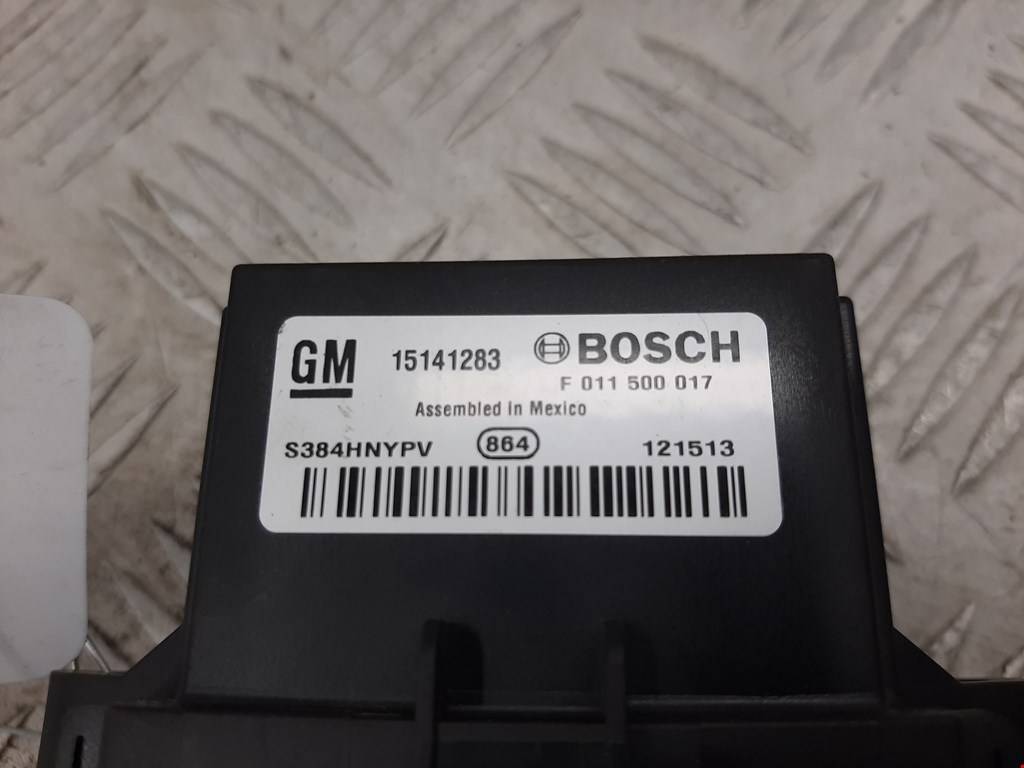 GM 15141283 BOSCH
F 011 500 017
Assembled in Mexico
S384HNYPV 864 121513